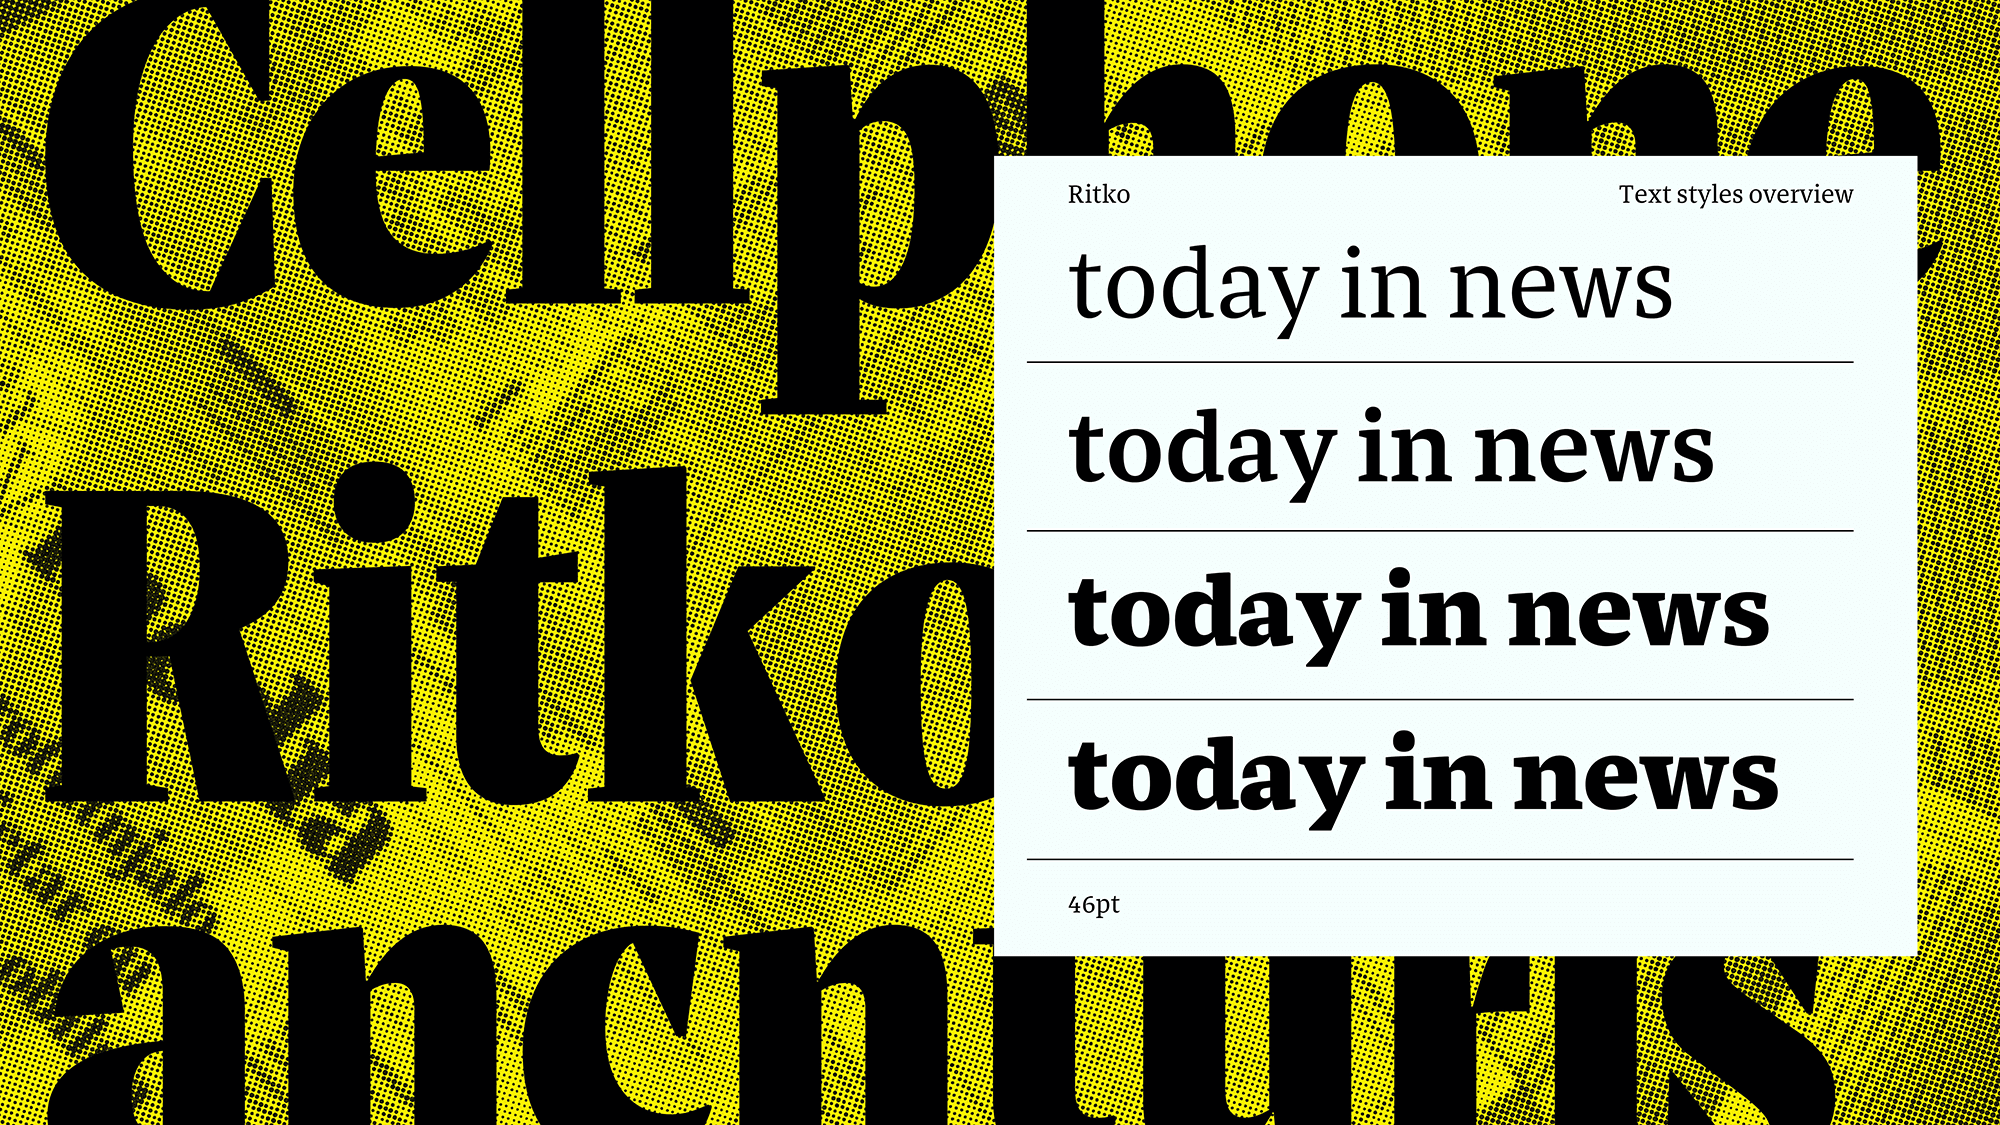 Cellphone
Ritko
Ritko Text styles overview
today in news
today in news
today in news
today in news
46pt